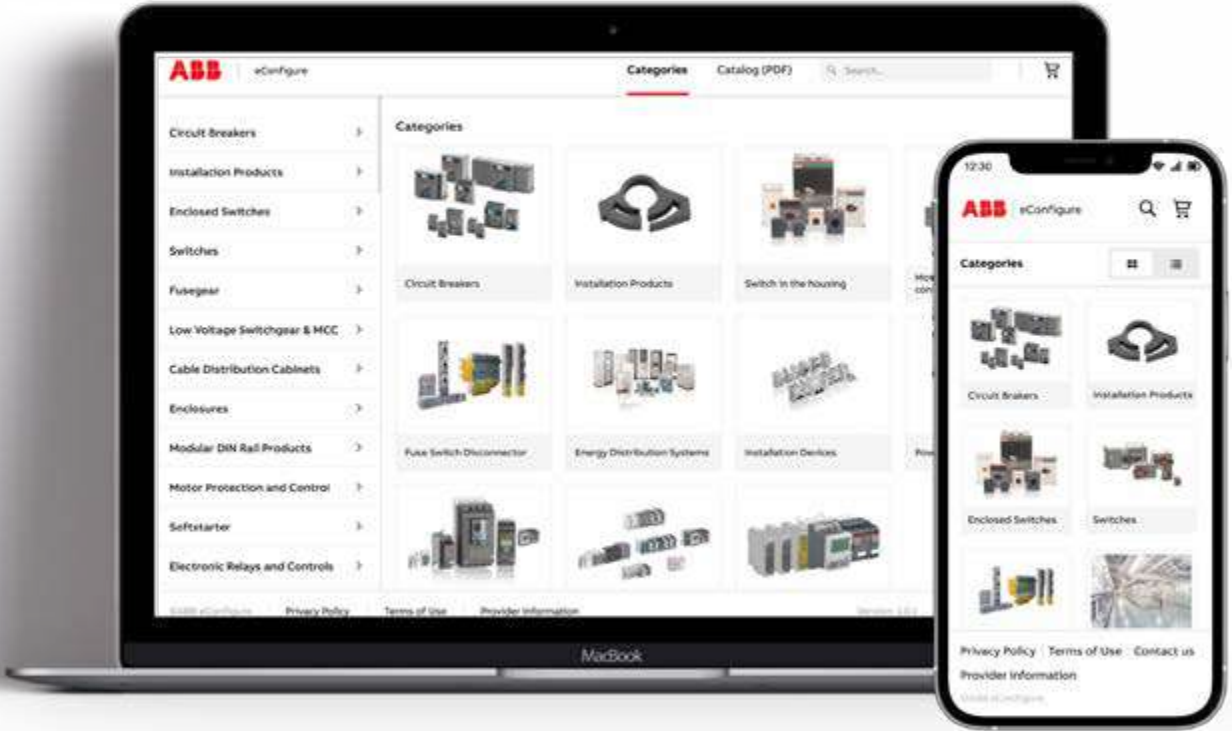 ABB eConfigure
Categories Catalog (PDF) Search...
Circuit Breakers
Installation Products
Enclosed Switches
Switches
Fusegear
Low Voltage Switchgear & MCC
Cable Distribution Cabinets
Enclosures
Modular DIN Rail Products
Motor Protection and Control
Softstarter
Electronic Relays and Controls
Categories
Circuit Breakers Installation Products Switch in the housing
Fuse Switch Disconnector Energy Distribution Systems Installation Devices
Privacy Policy Terms of Use Provider Information
MacBook
12:30
ABB eConfigure
Categories
Circuit Brakers Installation Products
Enclosed Switches Switches
Privacy Policy Terms of Use Contact us
Provider Information